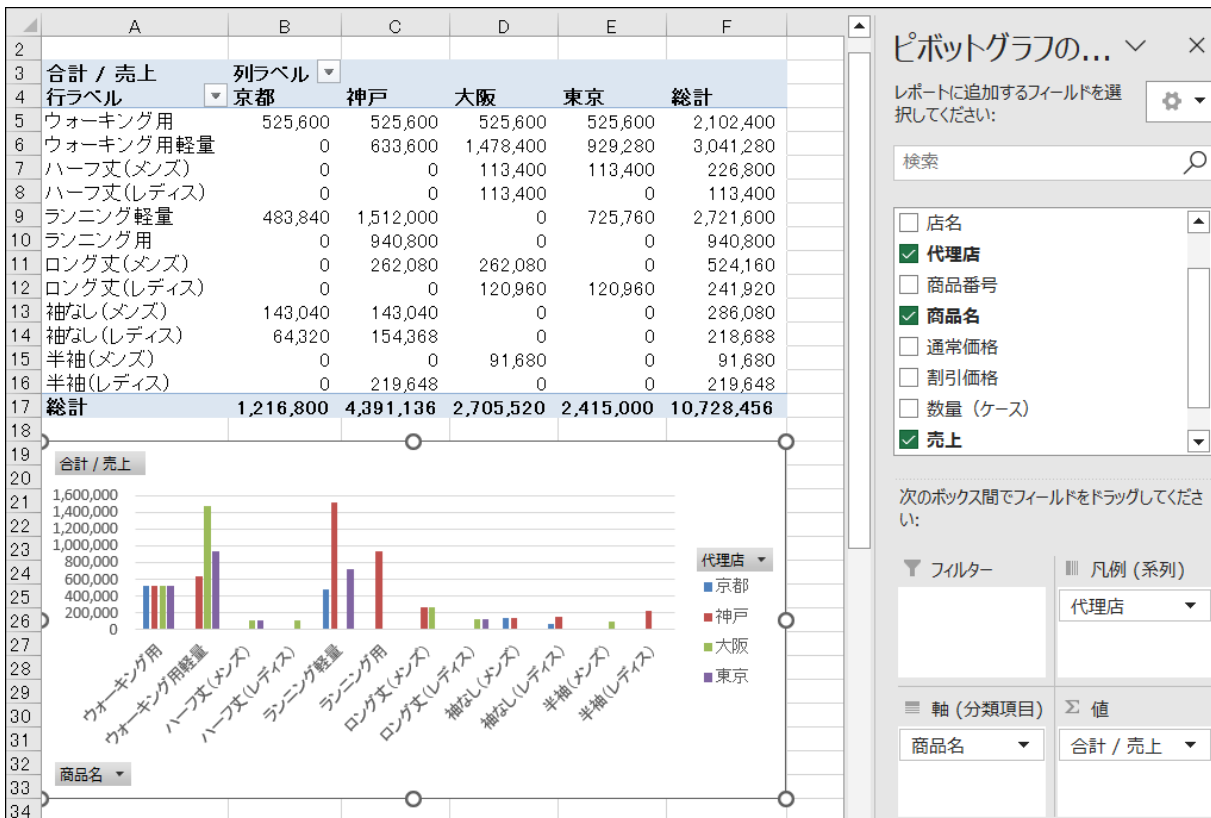 A B C D E F
2
3 合計 / 売上 列ラベル
4 行ラベル 京都 神戸 大阪 東京 総計
5 ウォーキング用 525,600 525,600 525,600 525,600 2,102,400
6 ウォーキング用軽量 0 633,600 1,478,400 929,280 3,041,280
7 ハーフ丈(メンズ) 0 0 113,400 113,400 226,800
8 ハーフ丈(レディス) 0 0 113,400 0 113,400
9 ランニング軽量 483,840 1,512,000 0 725,760 2,721,600
10 ランニング用 0 940,800 0 0 940,800
11 ロング丈(メンズ) 0 262,080 262,080 0 524,160
12 ロング丈(レディス) 0 0 120,960 120,960 241,920
13 袖なし(メンズ) 143,040 143,040 0 0 286,080
14 袖なし(レディス) 64,320 154,368 0 0 218,688
15 半袖(メンズ) 0 0 91,680 0 91,680
16 半袖(レディス) 0 219,648 0 0 219,648
17 総計 1,216,800 4,391,136 2,705,520 2,415,000 10,728,456
18
19
20
21
22
23
24
25
26
27
28
29
30
31
32
33
34
合計 / 売上
1,600,000
1,400,000
1,200,000
1,000,000
800,000
600,000
400,000
200,000
0
ウォーキング用
ウォーキング用軽量
ハーフ丈(メンズ)
ハーフ丈(レディス)
ランニング軽量
ランニング用
ロング丈(メンズ)
ロング丈(レディス)
袖なし(メンズ)
袖なし(レディス)
半袖(メンズ)
半袖(レディス)
代理店
京都
神戸
大阪
東京
商品名
ピボットグラフの...
レポートに追加するフィールドを選
択してください:
検索
店名
代理店
商品番号
商品名
通常価格
割引価格
数量（ケース）
売上
次のボックス間でフィールドをドラッグしてくださ
い:
フィルター
凡例 (系列)
代理店
軸 (分類項目)
商品名
Σ 値
合計 / 売上